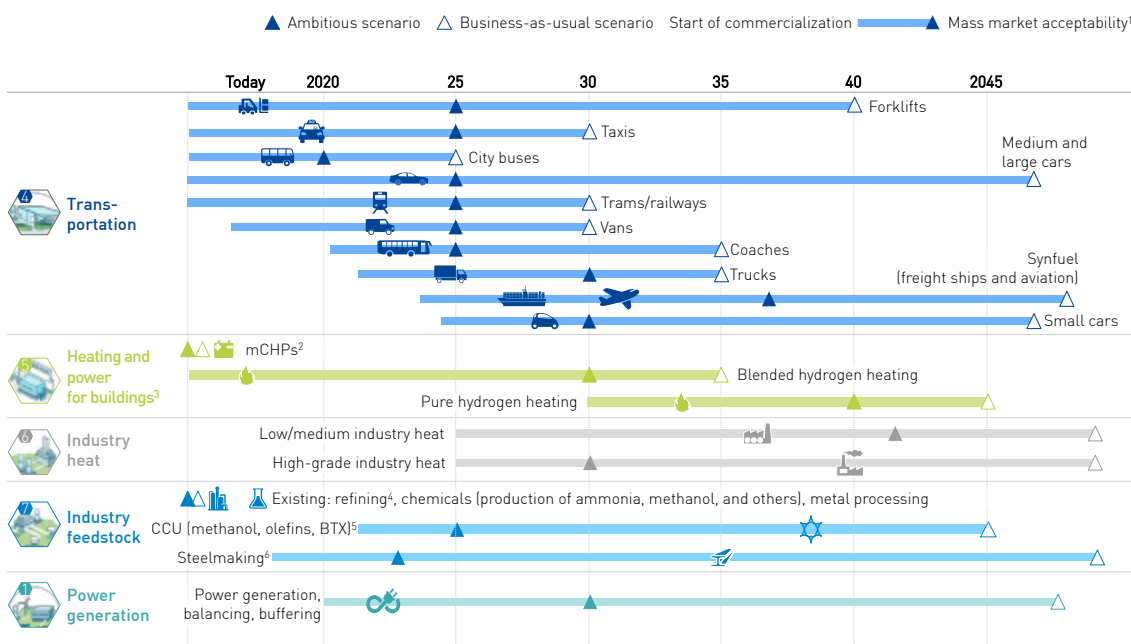 Ambitious scenario
Business-as-usual scenario
Start of commercialization
Mass market acceptability1
Today 2020 25 30 35 40 2045
4
Trans-
portation
Forklifts
Taxis
City buses
Medium and
large cars
Trams/railways
Vans
Coaches
Trucks
Synfuel
(freight ships and aviation)
Small cars
5
Heating and
power
for buildings3
mCHPs2
Blended hydrogen heating
Pure hydrogen heating
6
Industry
heat
Low/medium industry heat
High-grade industry heat
7
Industry
feedstock
Existing: refining4, chemicals (production of ammonia, methanol, and others), metal processing
CCU (methanol, olefins, BTX)5
Steelmaking6
1
Power
generation
Power generation,
balancing, buffering